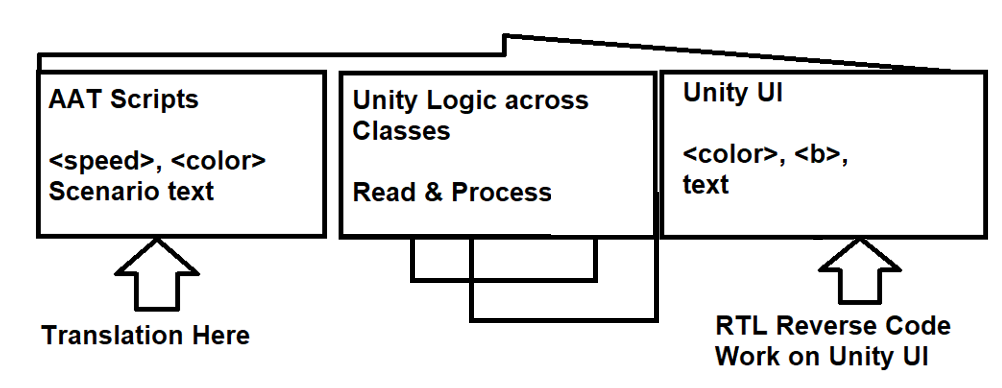 AAT Scripts
<speed>, <color>
Scenario text
Unity Logic across
Classes
Read & Process
Unity UI
<color>, <b>,
text
Translation Here
RTL Reverse Code
Work on Unity UI